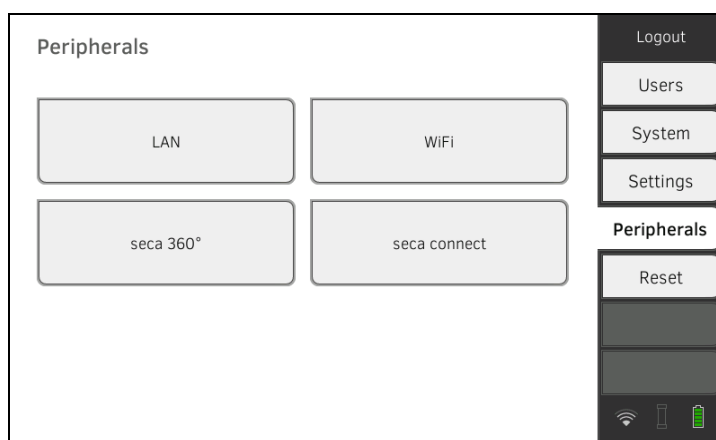 Peripherals
LAN
WiFi
seca 360°
seca connect
Logout
Users
System
Settings
Peripherals
Reset